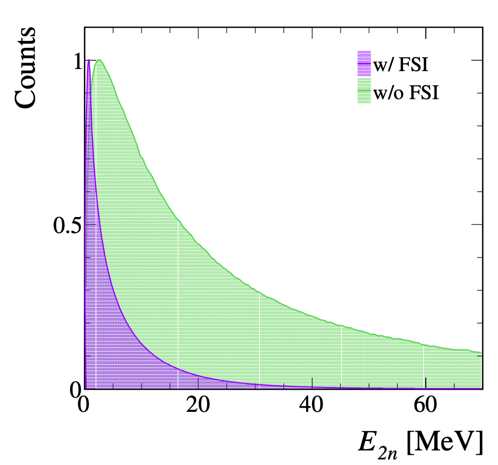 Counts
1
0.5
0
0 20 40 60
w/ FSI
w/o FSI
E2n [MeV]